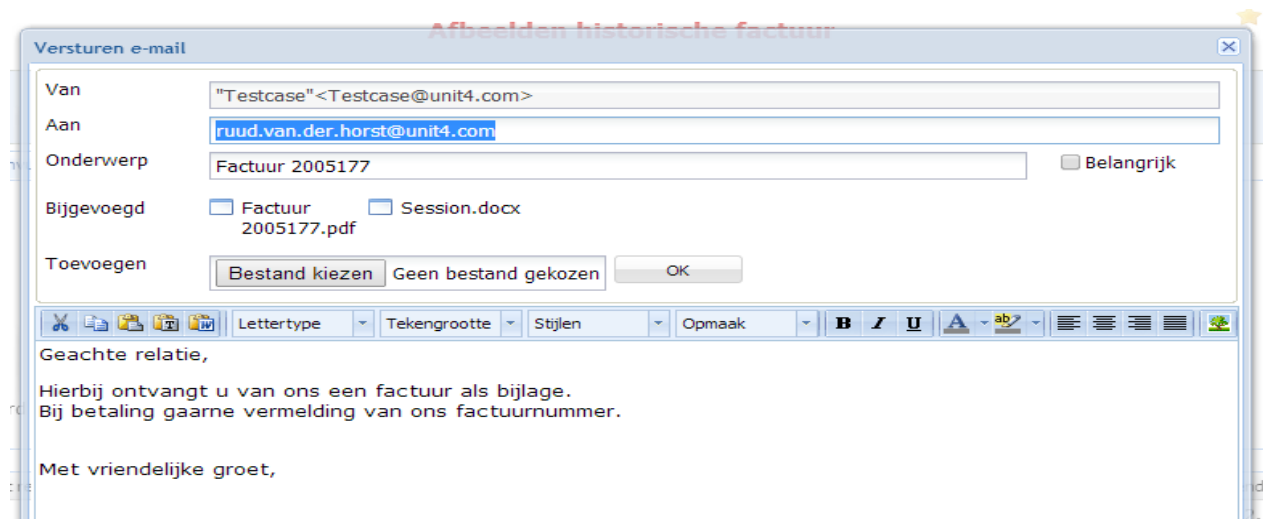 Afbeelden historische factuur
Versturen e-mail
Van "Testcase"<Testcase@unit4.com>
Aan ruud.van.der.horst@unit4.com
Onderwerp Factuur 2005177 Belangrijk
Bijgevoegd Factuur Session.docx
2005177.pdf
Toevoegen Bestand kiezen Geen bestand gekozen OK
Lettertype Tekengrootte Stijlen Opmaak B I U A ab
Geachte relatie,
Hierbij ontvangt u van ons een factuur als bijlage.
Bij betaling gaarne vermelding van ons factuurnummer.
Met vriendelijke groet,